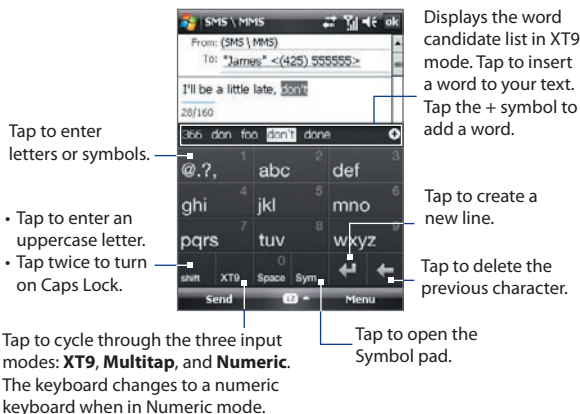 SMS \ MMS
ok
From: (SMS \ MMS)
To: "James" <(425) 555555>
I'll be a little late, don't
28/160
366 don foo don't done
1 2 3
@.?, abc def
4 5 6
ghi jkl mno
7 8 9
pqrs tuv wxyz
0
shift XT9 Space Sym
Send 12 Menu
Displays the word
candidate list in XT9
mode. Tap to insert
a word to your text.
Tap the + symbol to
add a word.
Tap to enter
letters or symbols.
• Tap to enter an
uppercase letter.
• Tap twice to turn
on Caps Lock.
Tap to create a
new line.
Tap to delete the
previous character.
Tap to open the
Symbol pad.
Tap to cycle through the three input
modes: XT9, Multitap, and Numeric.
The keyboard changes to a numeric
keyboard when in Numeric mode.